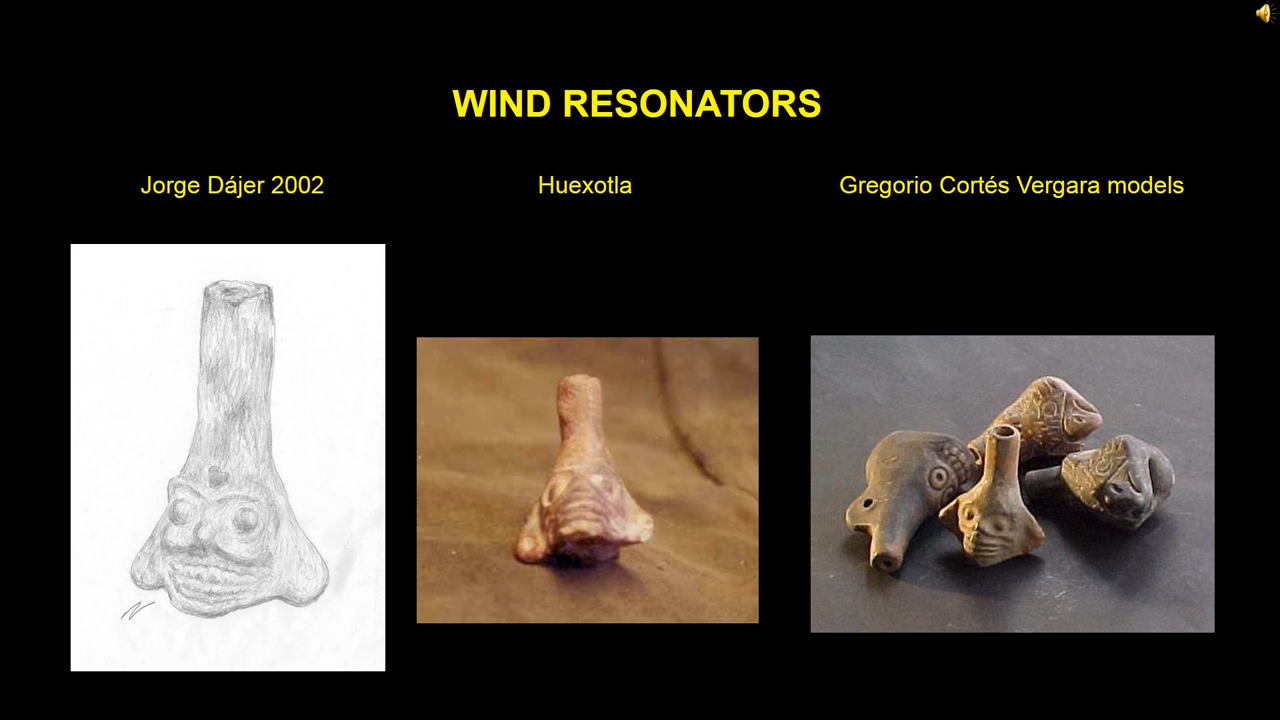 WIND RESONATORS
Jorge Dájer 2002
Huexotla
Gregorio Cortés Vergara models